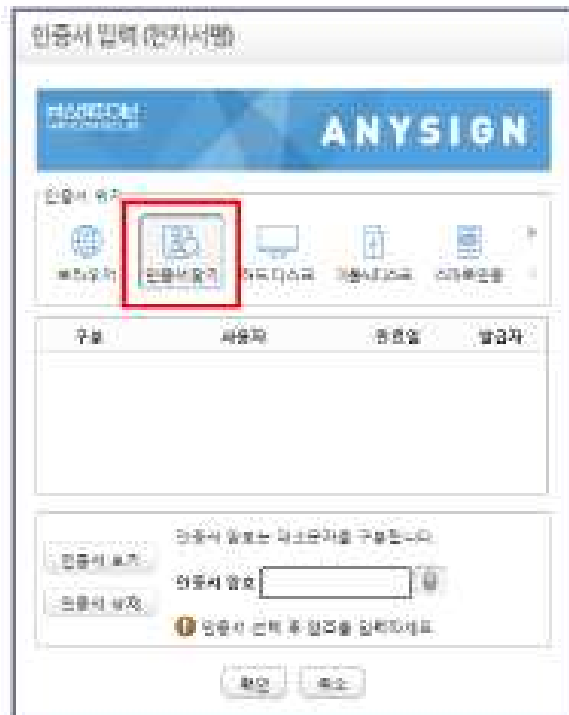 인증서 입력 (전자서명)
ANYSIGN
인증서 위치
브라우저 인증서찾기 하드디스크 이동식디스크 스마트인증
구분 사용자 만료일 발급자
인증서 암호는 대소문자를 구분합니다.
인증서 보기
인증서 암호
인증서 삭제
인증서 선택 후 암호를 입력하세요
확인 취소